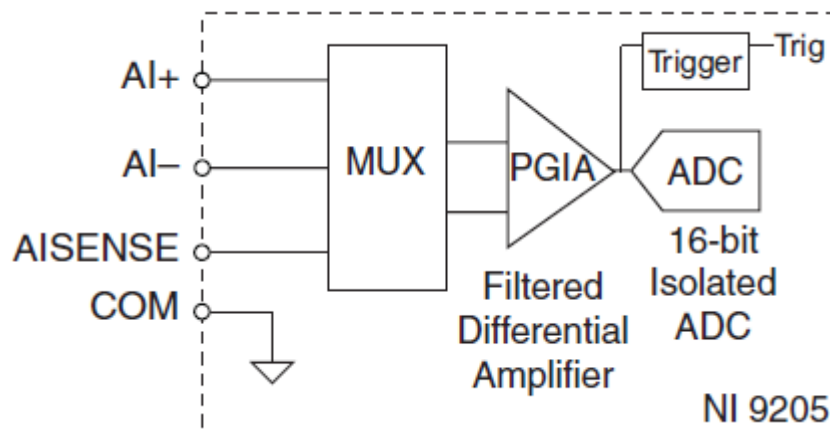 AI+
AI–
AISENSE
COM
MUX
PGIA
Filtered
Differential
Amplifier
Trigger
Trig
ADC
16-bit
Isolated
ADC
NI 9205